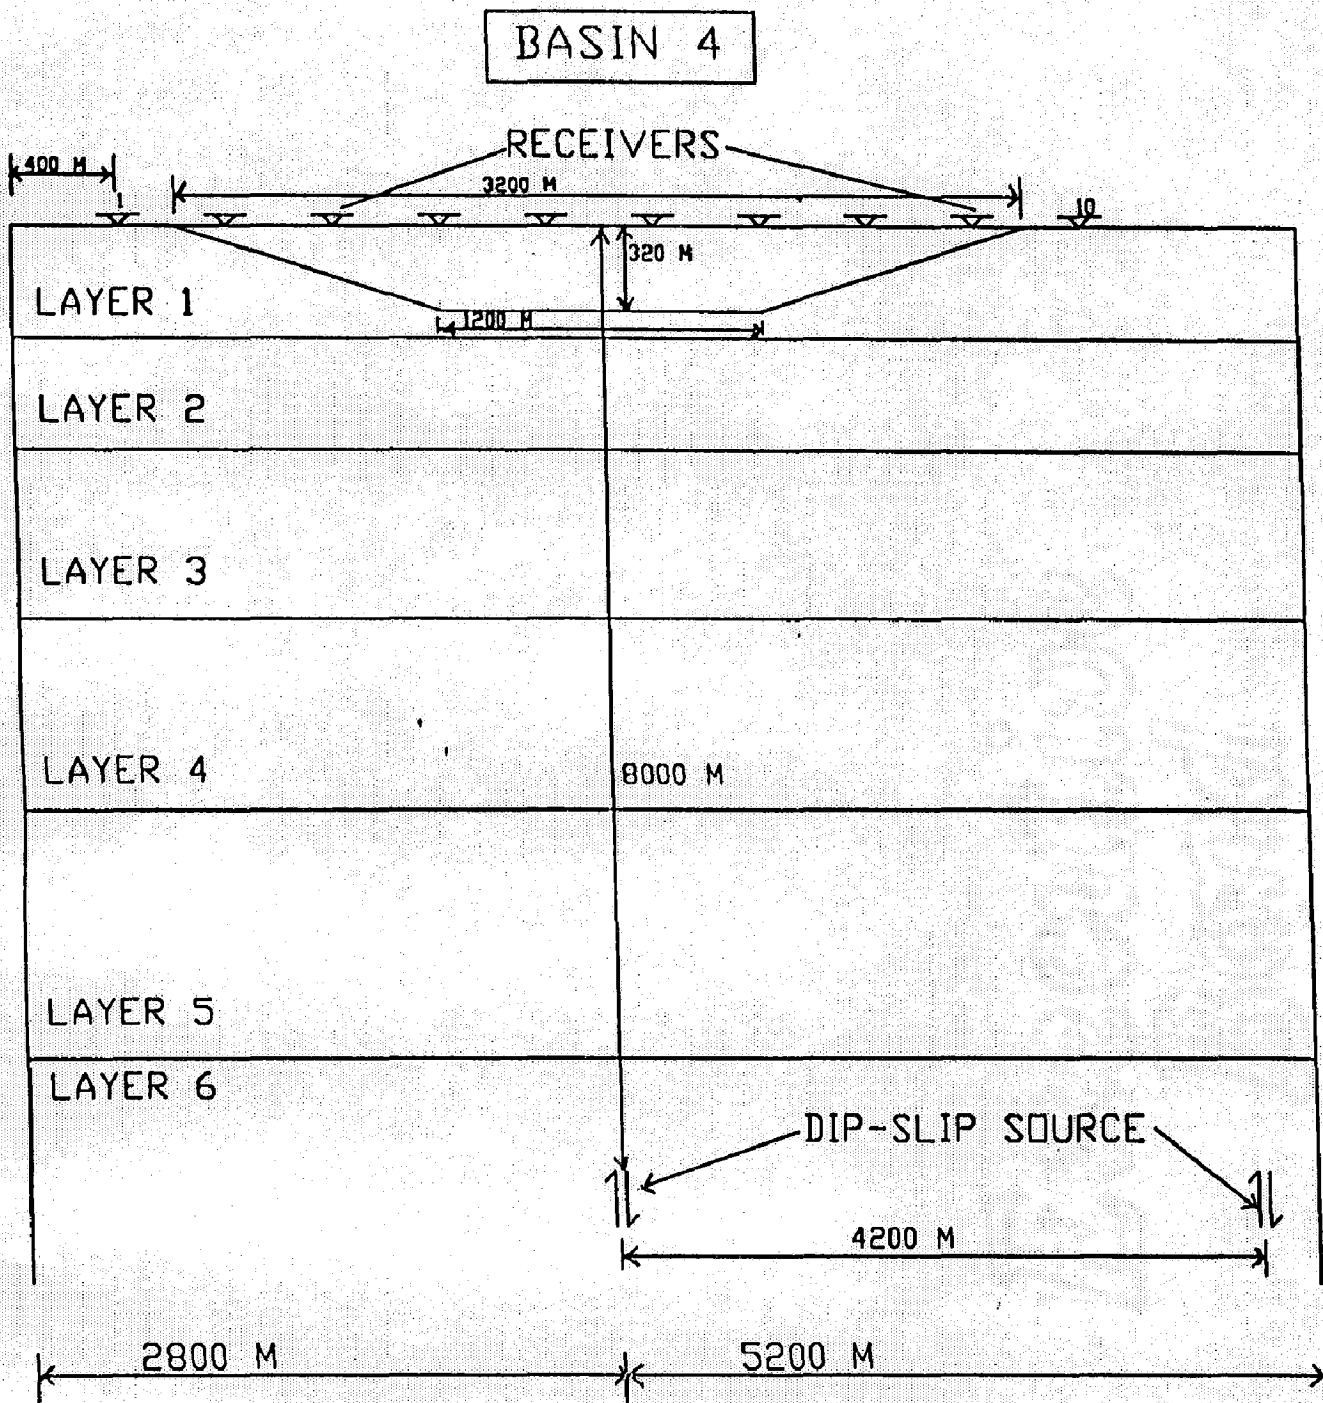 BASIN 4
RECEIVERS
400 M
3200 M
1
10
320 M
LAYER 1
1200 M
LAYER 2
LAYER 3
LAYER 4
8000 M
LAYER 5
LAYER 6
DIP-SLIP SOURCE
4200 M
2800 M
5200 M